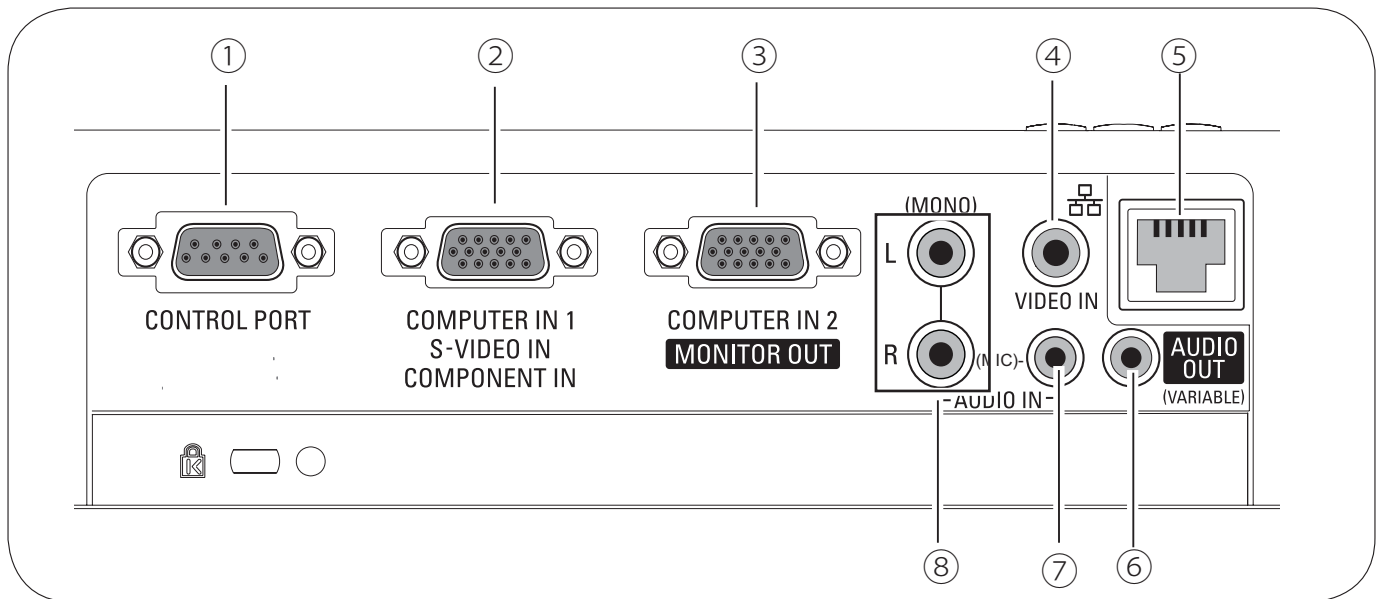 ① ② ③ ④ ⑤
(MONO)
L
VIDEO IN
CONTROL PORT
COMPUTER IN 1
S-VIDEO IN
COMPONENT IN
COMPUTER IN 2
MONITOR OUT
R
(MIC)-
AUDIO OUT
(VARIABLE)
-AUDIO IN-
K
⑧ ⑦ ⑥